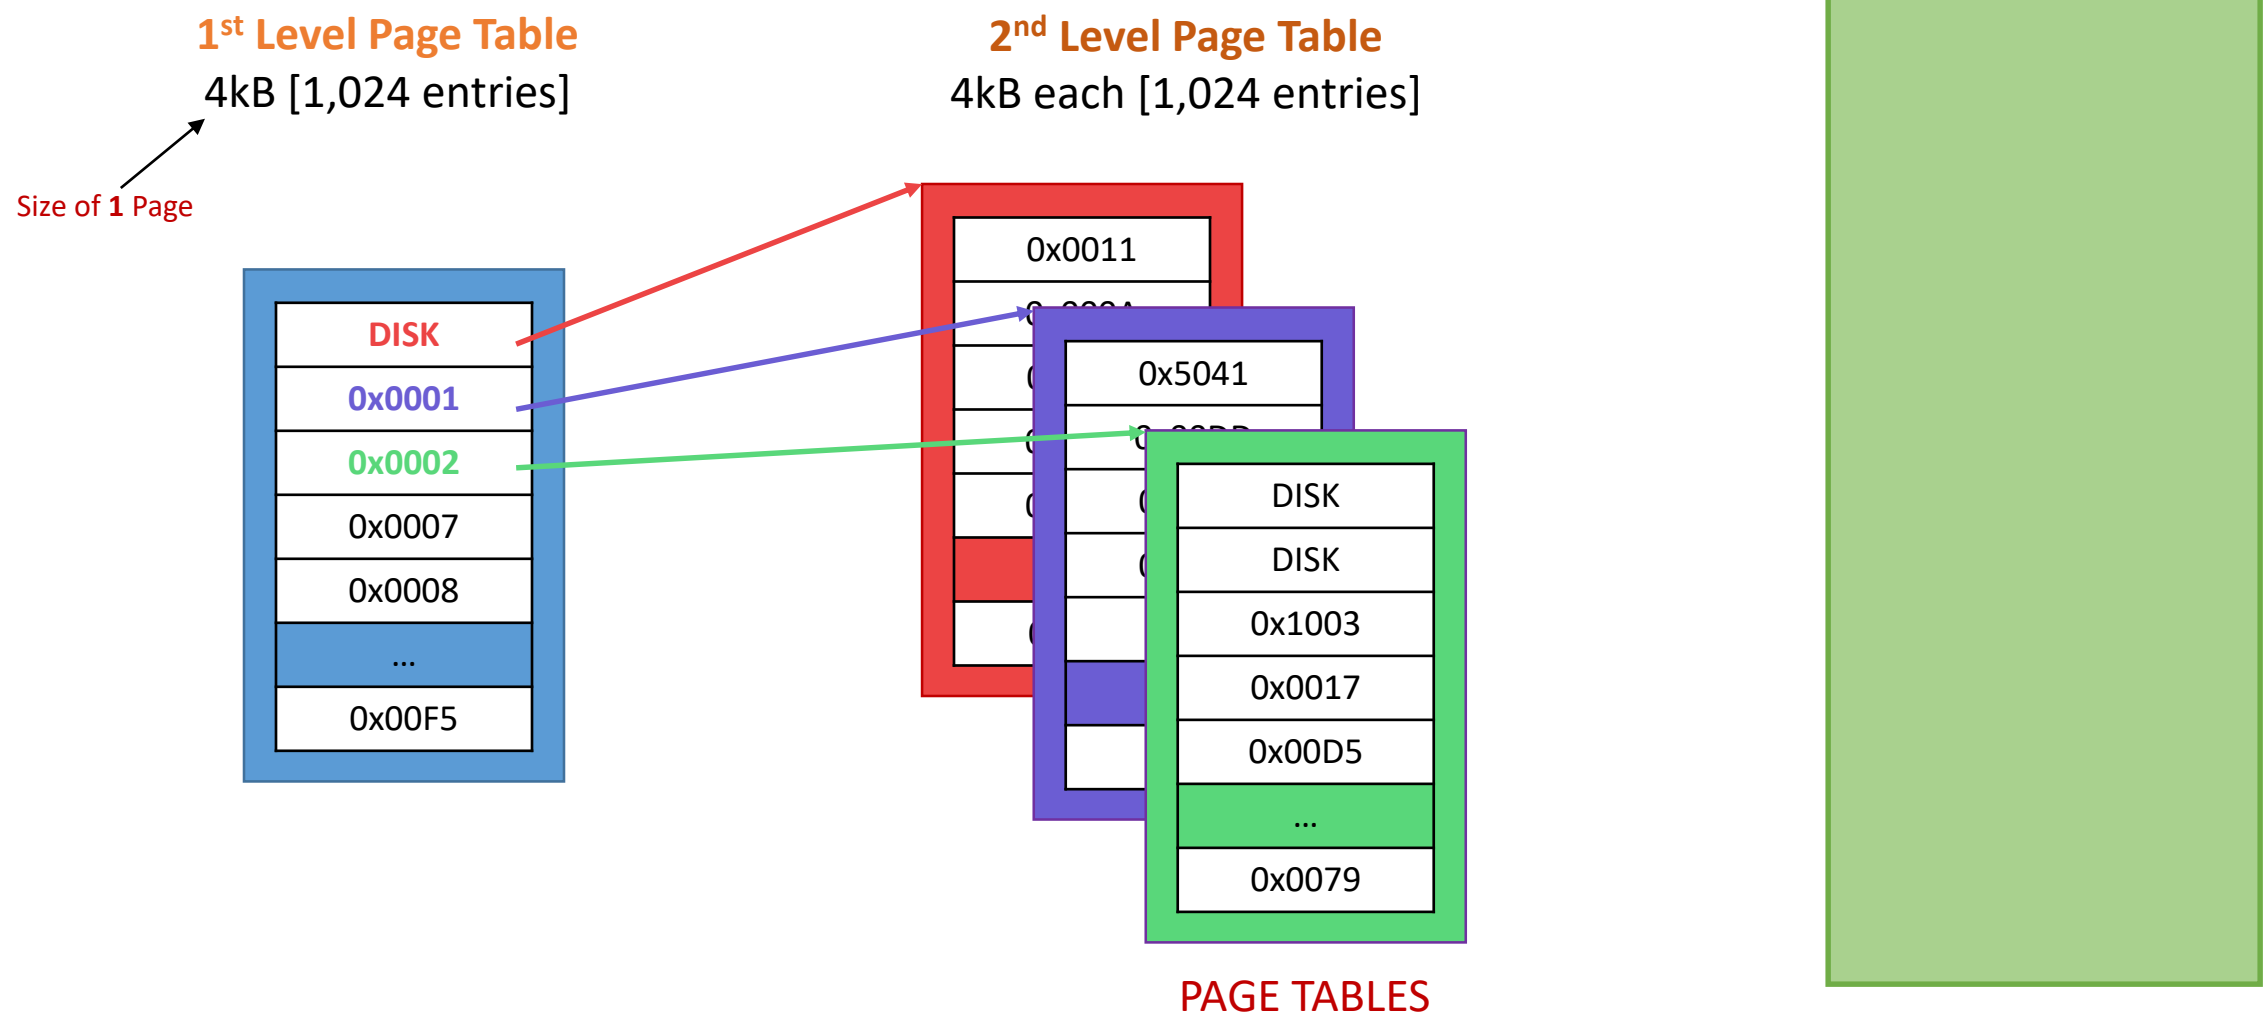 1st Level Page Table
4kB [1,024 entries]
Size of 1 Page
DISK
0x0001
0x0002
0x0007
0x0008
...
0x00F5
2nd Level Page Table
4kB each [1,024 entries]
0x0011
0x5041
DISK
DISK
0x1003
0x0017
0x00D5
...
0x0079
PAGE TABLES